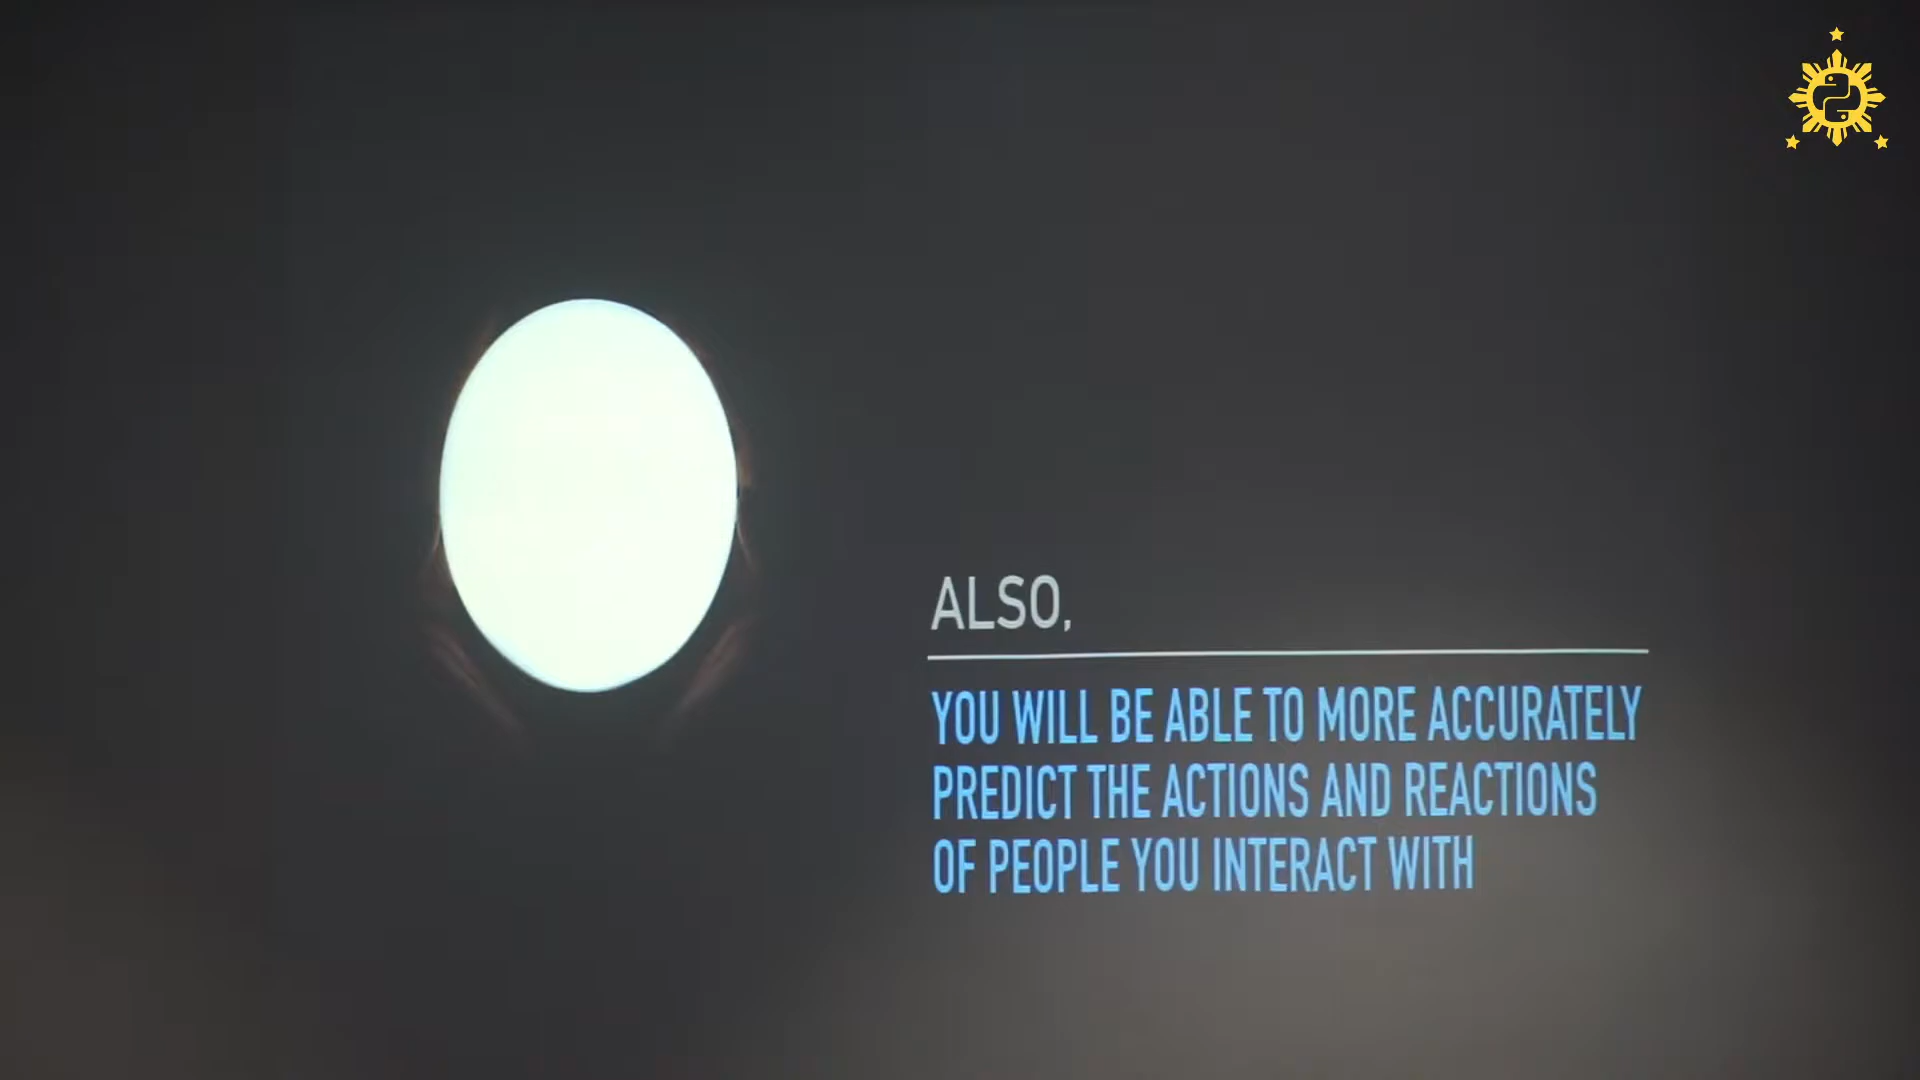 ALSO,
YOU WILL BE ABLE TO MORE ACCURATELY
PREDICT THE ACTIONS AND REACTIONS
OF PEOPLE YOU INTERACT WITH